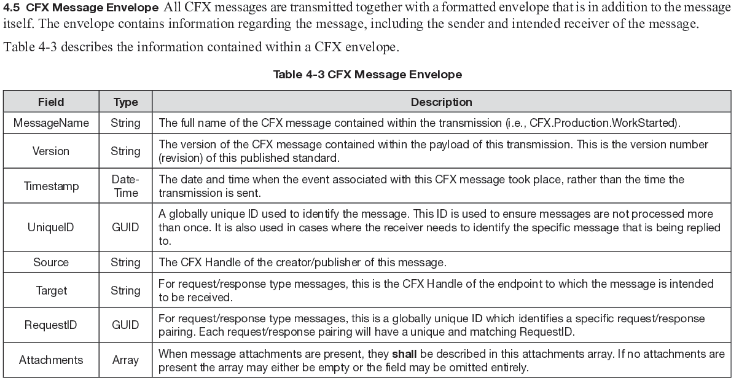 4.5 CFX Message Envelope All CFX messages are transmitted together with a formatted envelope that is in addition to the message
itself. The envelope contains information regarding the message, including the sender and intended receiver of the message.
Table 4-3 describes the information contained within a CFX envelope.
Table 4-3 CFX Message Envelope
Field Type Description
MessageName String The full name of the CFX message contained within the transmission (i.e., CFX.Production.WorkStarted).
Version String The version of the CFX message contained within the payload of this transmission. This is the version number
(revision) of this published standard.
Timestamp Date-
Time The date and time when the event associated with this CFX message took place, rather than the time the
transmission is sent.
UniqueID GUID A globally unique ID used to identify the message. This ID is used to ensure messages are not processed more
than once. It is also used in cases where the receiver needs to identify the specific message that is being replied
to.
Source String The CFX Handle of the creator/publisher of this message.
Target String For request/response type messages, this is the CFX Handle of the endpoint to which the message is intended
to be received.
RequestID GUID For request/response type messages, this is a globally unique ID which identifies a specific request/response
pairing. Each request/response pairing will have a unique and matching RequestID.
Attachments Array When message attachments are present, they shall be described in this attachments array. If no attachments are
present the array may either be empty or the field may be omitted entirely.